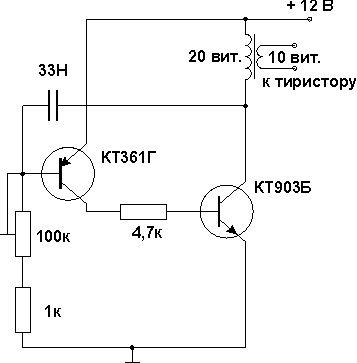 + 12 В
20 вит. 10 вит.
к тиристору
33Н
КТ361Г
КТ903Б
4,7к
100к
1к